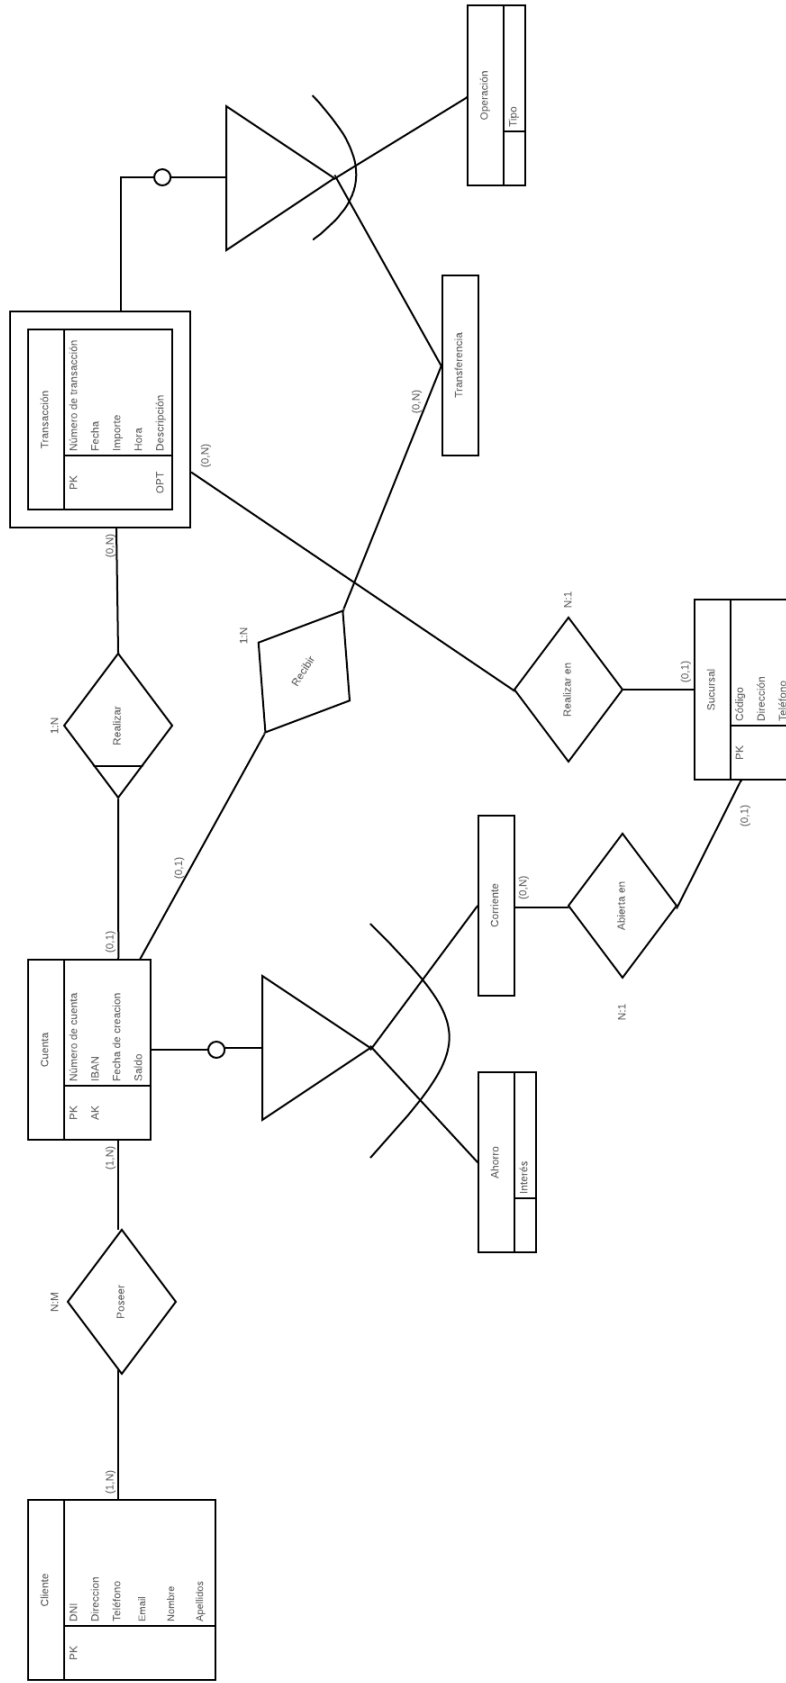 Cliente
PK DNI
Direccion
Teléfono
Email
Nombre
Apellidos
(1,N)
N:M
Poseer
(1,N)
Cuenta
PK Número de cuenta
AK IBAN
Fecha de creacion
Saldo
(0,1)
1:N
Realizar
(0,N)
Transacción
PK Número de transacción
Fecha
Importe
Hora
OPT Descripción
(0,1)
1:N
Recibir
(0,N)
Transferencia
Operación
Tipo
Ahorro
Interés
Corriente
(0,N)
N:1
Abierta en
(0,1)
(0,N)
N:1
Realizar en
(0,1)
Sucursal
PK Código
Dirección
Teléfono